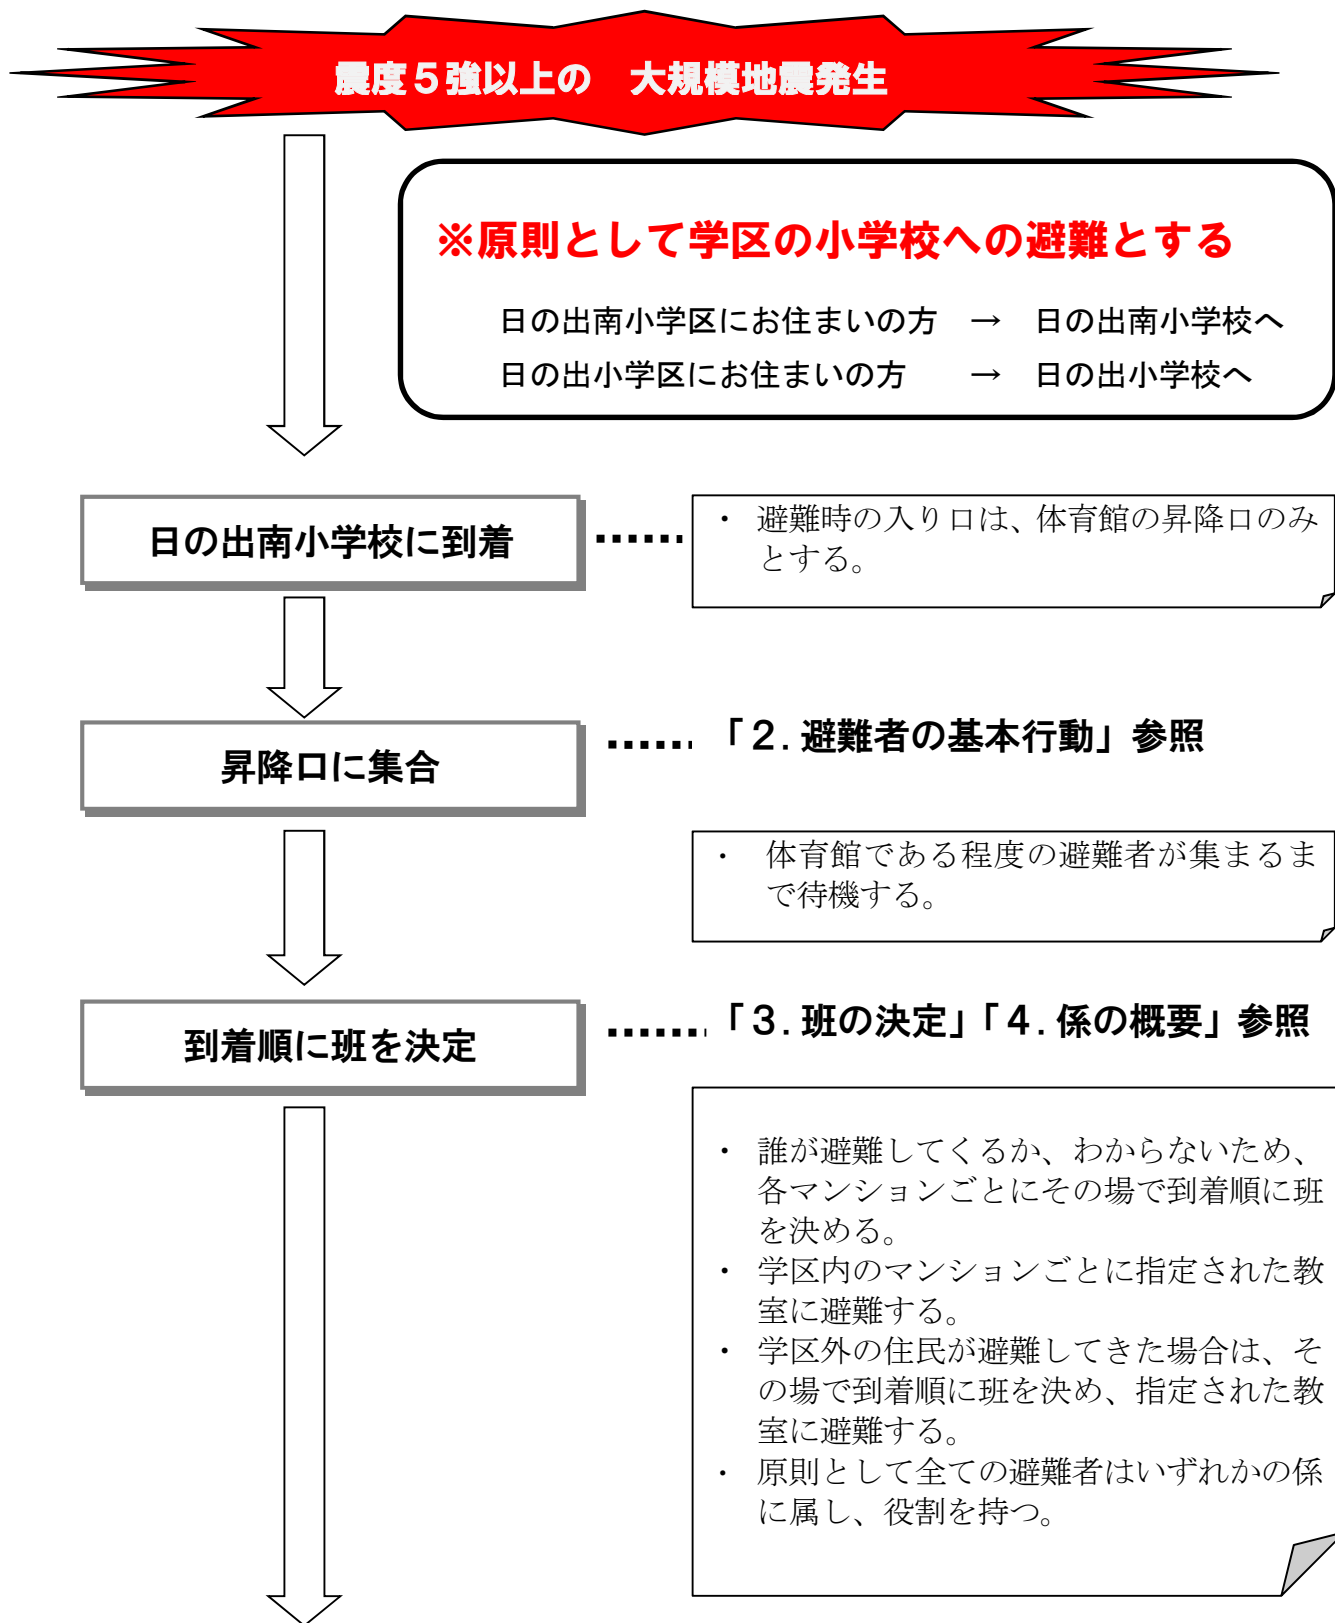 震度５強以上の　大規模地震発生
※原則として学区の小学校への避難とする
日の出南小学区にお住まいの方　→　日の出南小学校へ
日の出小学区にお住まいの方　　→　日の出小学校へ
日の出南小学校に到着
・ 避難時の入り口は、体育館の昇降口のみ
とする。
昇降口に集合
「２．避難者の基本行動」参照
・ 体育館である程度の避難者が集まるま
で待機する。
到着順に班を決定
「３．班の決定」「４．係の概要」参照
・ 誰が避難してくるか、わからないため、
各マンションごとにその場で到着順に班
を決める。
・ 学区内のマンションごとに指定された教
室に避難する。
・ 学区外の住民が避難してきた場合は、そ
の場で到着順に班を決め、指定された教
室に避難する。
・ 原則として全ての避難者はいずれかの係
に属し、役割を持つ。